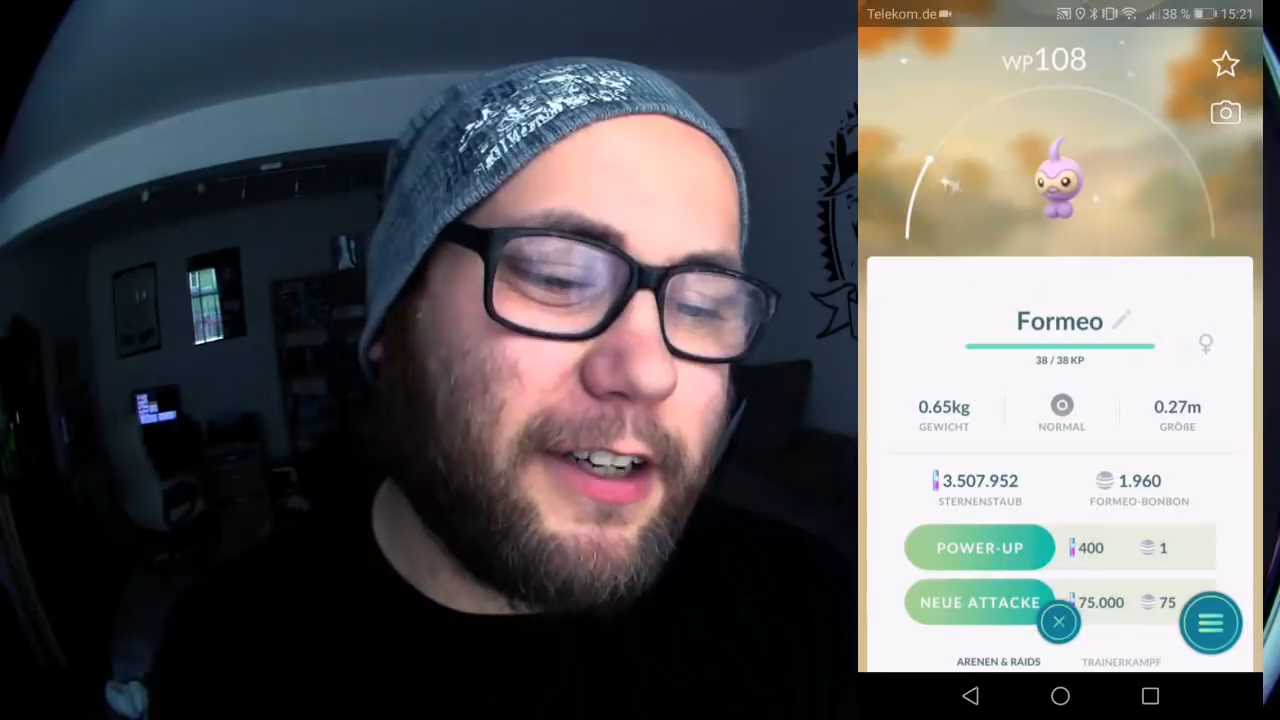 Telekom.de 38 % 15:21
WP108
Formeo
38 / 38 KP
0.65kg NORMAL 0.27m
GEWICHT GRÖßE
3.507.952 1.960
STERNENSTAUB FORMEO-BONBON
POWER-UP 400 1
NEUE ATTACKE 75.000 75
ARENEN & RAIDS TRAINERKAMPF